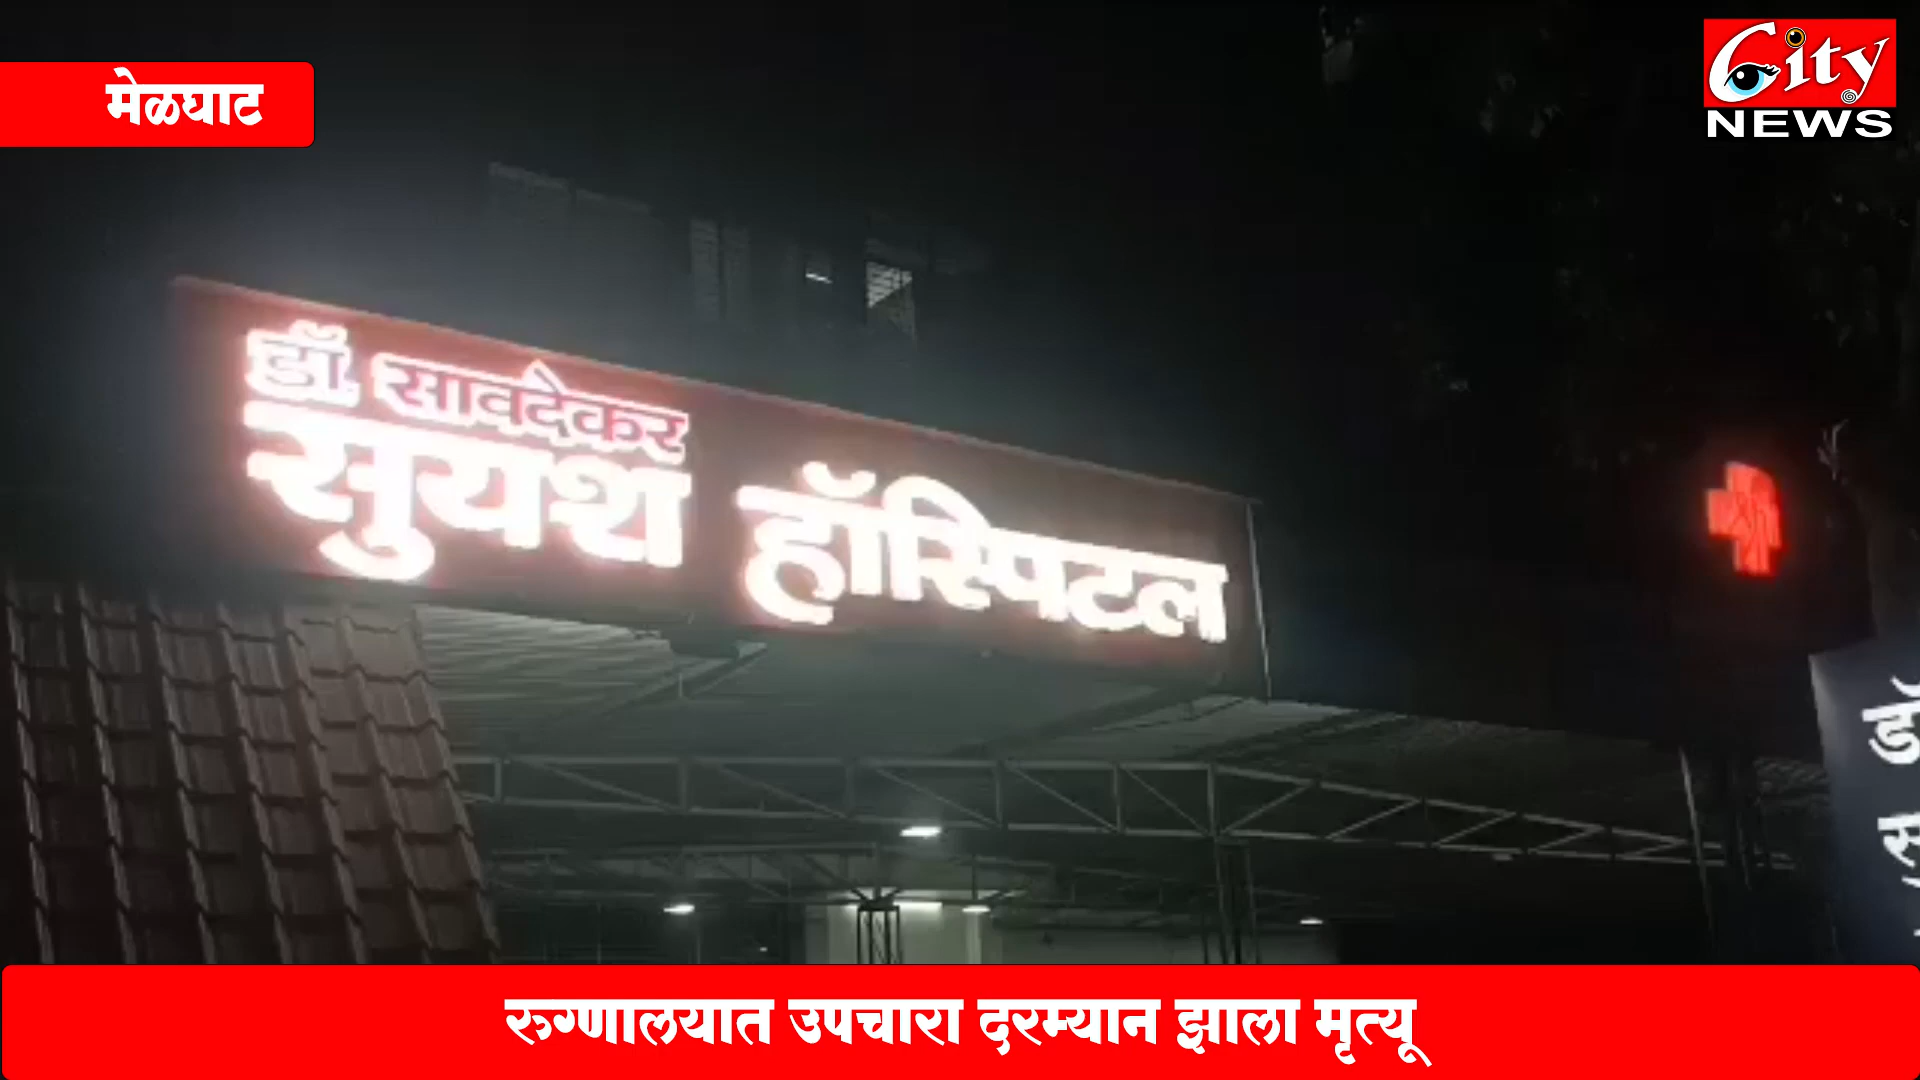 मेळघाट
City
NEWS
डॉ. सावदेकर
सुयश हॉस्पिटल
रुग्णालयात उपचारा दरम्यान झाला मृत्यू